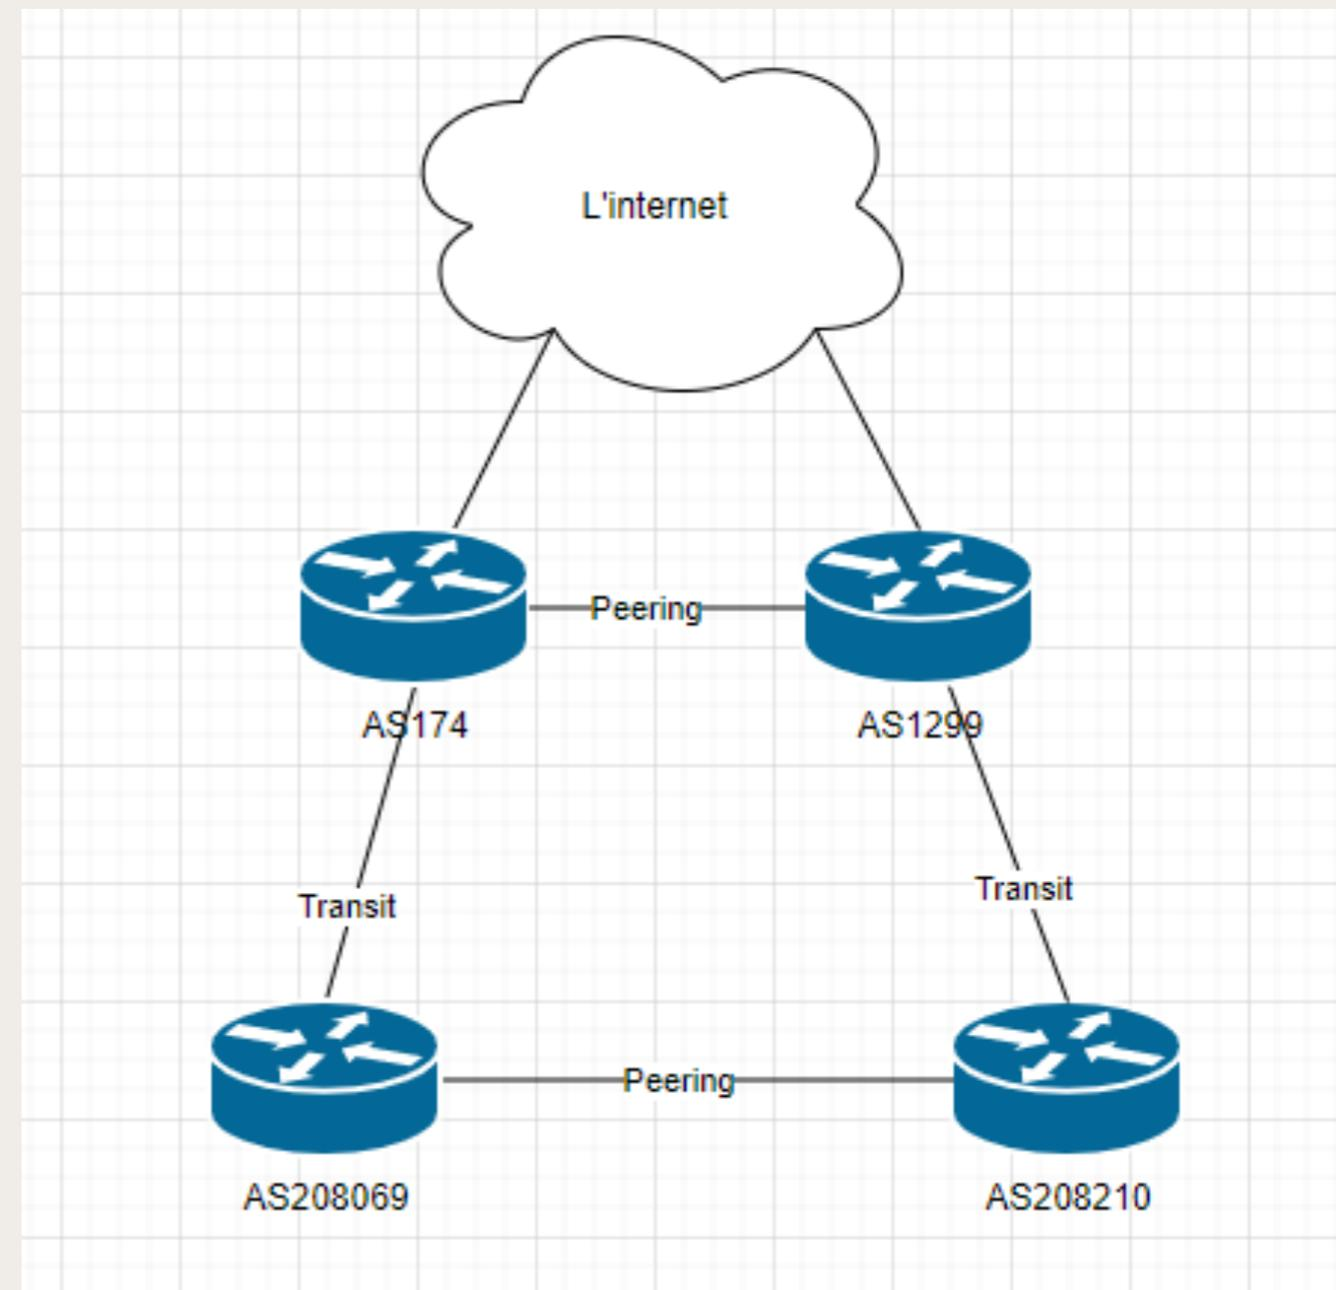 L'internet
Peering
AS174
AS1299
Transit
Transit
Peering
AS208069
AS208210